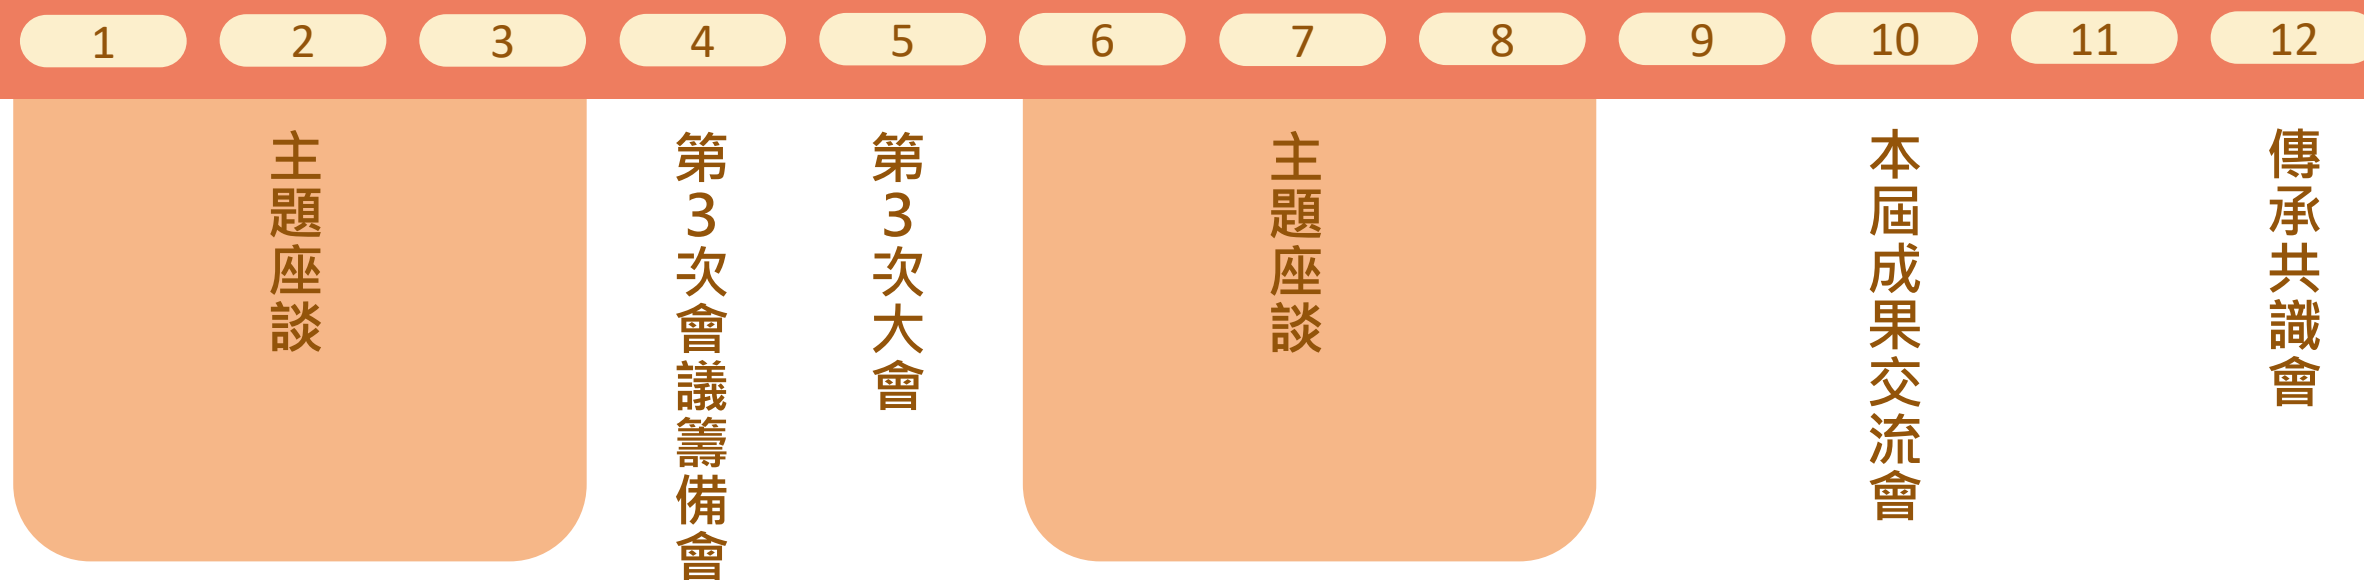 1 2 3 4 5 6 7 8 9 10 11 12
主題座談
第3次會議籌備會
第3次大會
主題座談
本屆成果交流會
傳承共識會